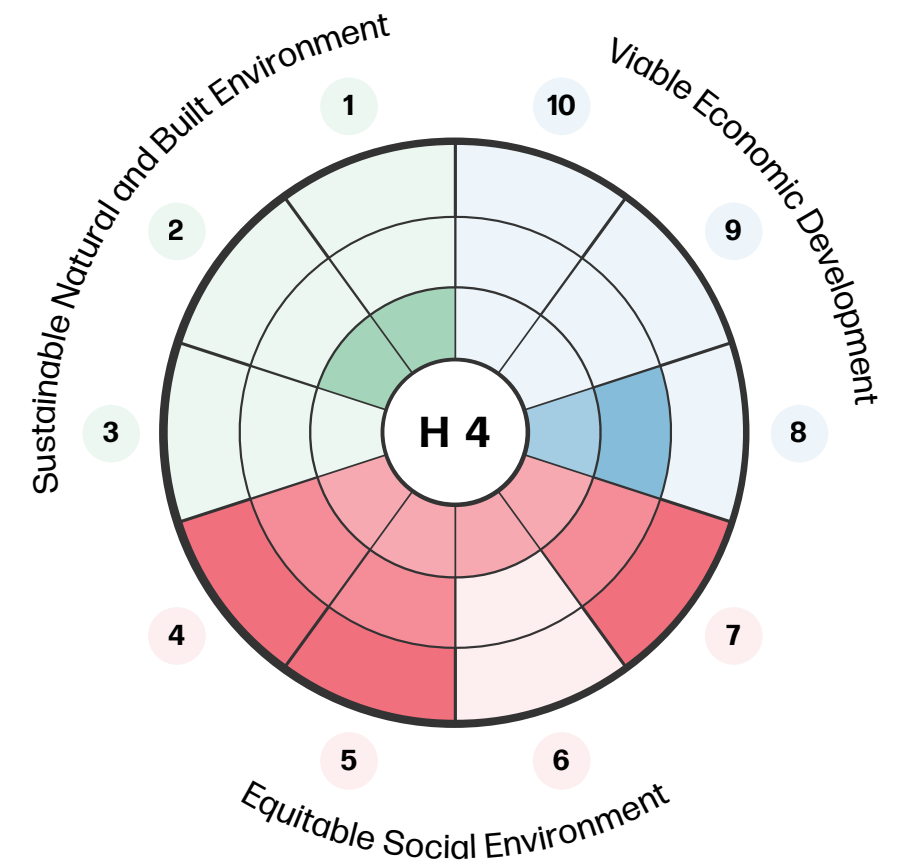 Sustainable Natural and Built Environment
Viable Economic Development
1
10
2
9
3
H 4
8
4
7
5
6
Equitable Social Environment